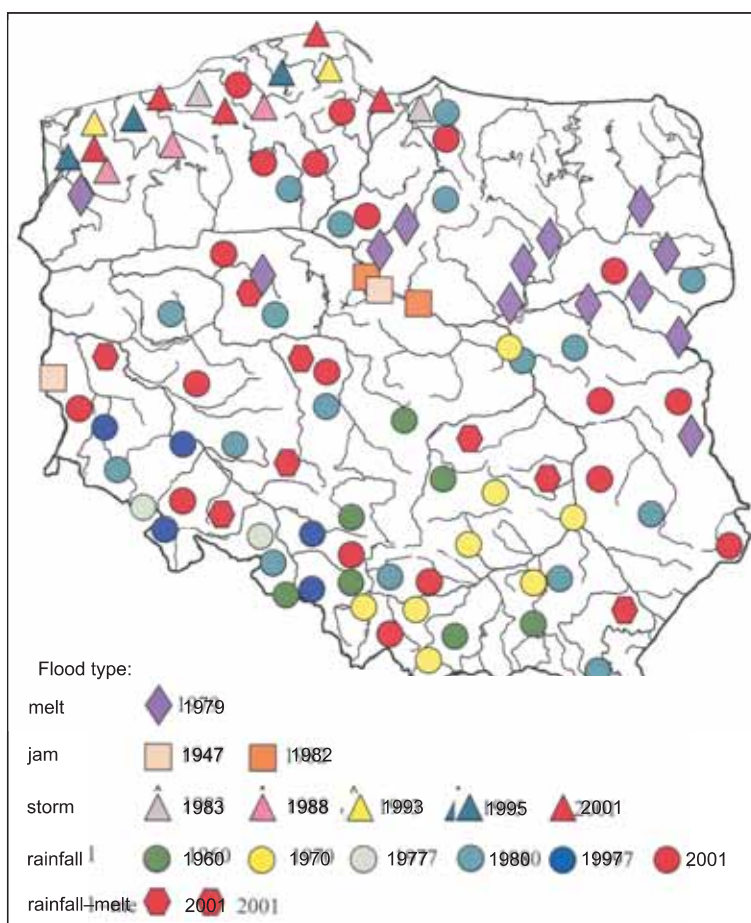 Flood type:
melt 1979
jam 1947 1982
storm 1983 1988 1993 1995 2001
rainfall 1960 1970 1977 1980 1997 2001
rainfall–melt 2001 2001